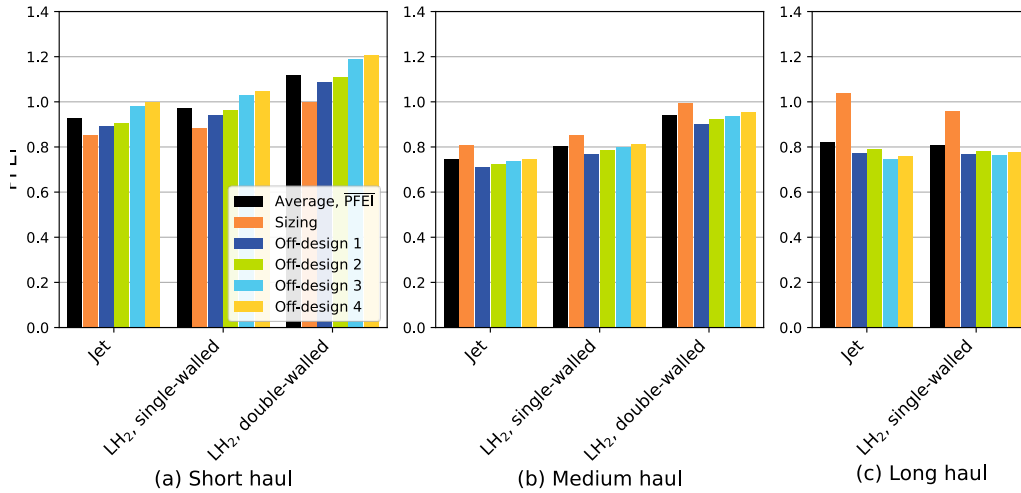 1.4
1.2
1.0
0.8
0.6
0.4
0.2
0.0
Average, PFEI
Sizing
Off-design 1
Off-design 2
Off-design 3
Off-design 4
Jet
LH₂, single-walled
LH₂, double-walled
(a) Short haul
1.4
1.2
1.0
0.8
0.6
0.4
0.2
0.0
Jet
LH₂, single-walled
LH₂, double-walled
(b) Medium haul
1.4
1.2
1.0
0.8
0.6
0.4
0.2
0.0
Jet
LH₂, single-walled
(c) Long haul